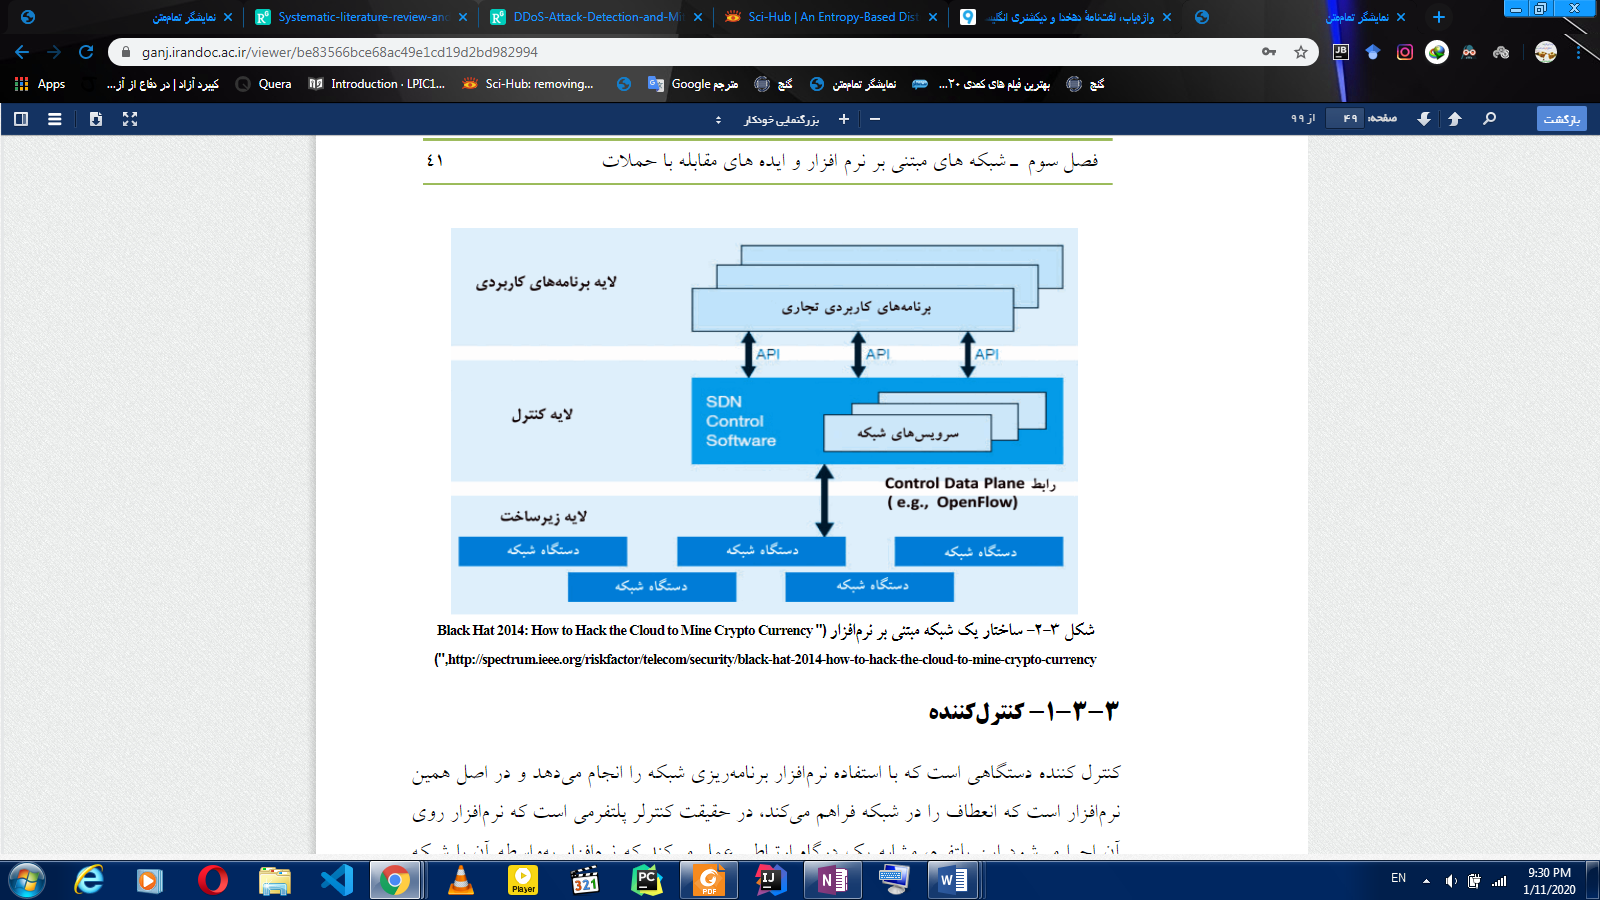 نمایشگر تمام‌متن
Systematic-literature-review-an
DDoS-Attack-Detection-and-Mit
Sci-Hub | An Entropy-Based Dist
واژه‌یاب، لغت‌نامهٔ دهخدا و دیکشنری انگلیس
نمایشگر تمام‌متن
ganj.irandoc.ac.ir/viewer/be83566bce68ac49e1cd19d2bd982994
Apps
کیبرد آزاد | در دفاع از آز...
Quera
Introduction · LPIC1...
Sci-Hub: removing...
مترجم Google
گنج
نمایشگر تمام‌متن
بهترین فیلم های کمدی ۲۰...
گنج
بزرگنمایی خودکار
صفحه: ۴۹ از ۹۹
بازگشت
فصل سوم - شبکه های مبتنی بر نرم افزار و ایده های مقابله با حملات ۴۱
لایه برنامه‌های کاربردی
برنامه‌های کاربردی تجاری
API API API
لایه کنترل
SDN
Control
Software
سرویس‌های شبکه
رابط Control Data Plane
( e.g., OpenFlow)
لایه زیرساخت
دستگاه شبکه دستگاه شبکه دستگاه شبکه
دستگاه شبکه دستگاه شبکه
شکل ۳-۲- ساختار یک شبکه مبتنی بر نرم‌افزار (" Black Hat 2014: How to Hack the Cloud to Mine Crypto Currency
http://spectrum.ieee.org/riskfactor/telecom/security/black-hat-2014-how-to-hack-the-cloud-to-mine-crypto-currency,")
۳-۳-۱- کنترل‌کننده
کنترل کننده دستگاهی است که با استفاده نرم‌افزار برنامه‌ریزی شبکه را انجام می‌دهد و در اصل همین
نرم‌افزار است که انعطاف را در شبکه فراهم می‌کند، در حقیقت کنترلر پلتفرمی است که نرم‌افزار روی
EN
9:30 PM
1/11/2020